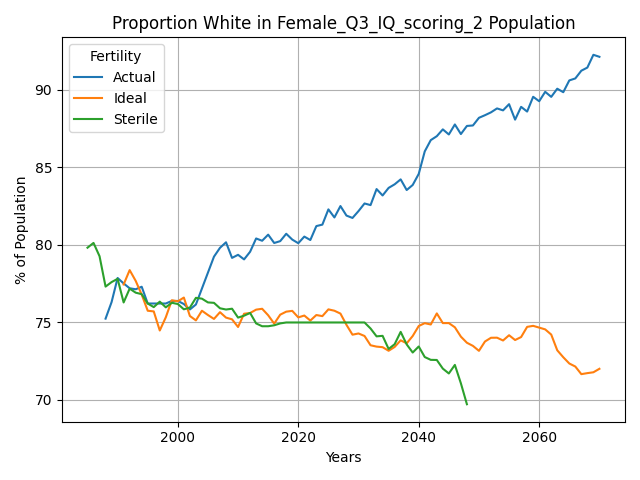 Proportion White in Female_Q3_IQ_scoring_2 Population
Fertility
Actual
Ideal
Sterile
% of Population
90
85
80
75
70
2000
2020
2040
2060
Years